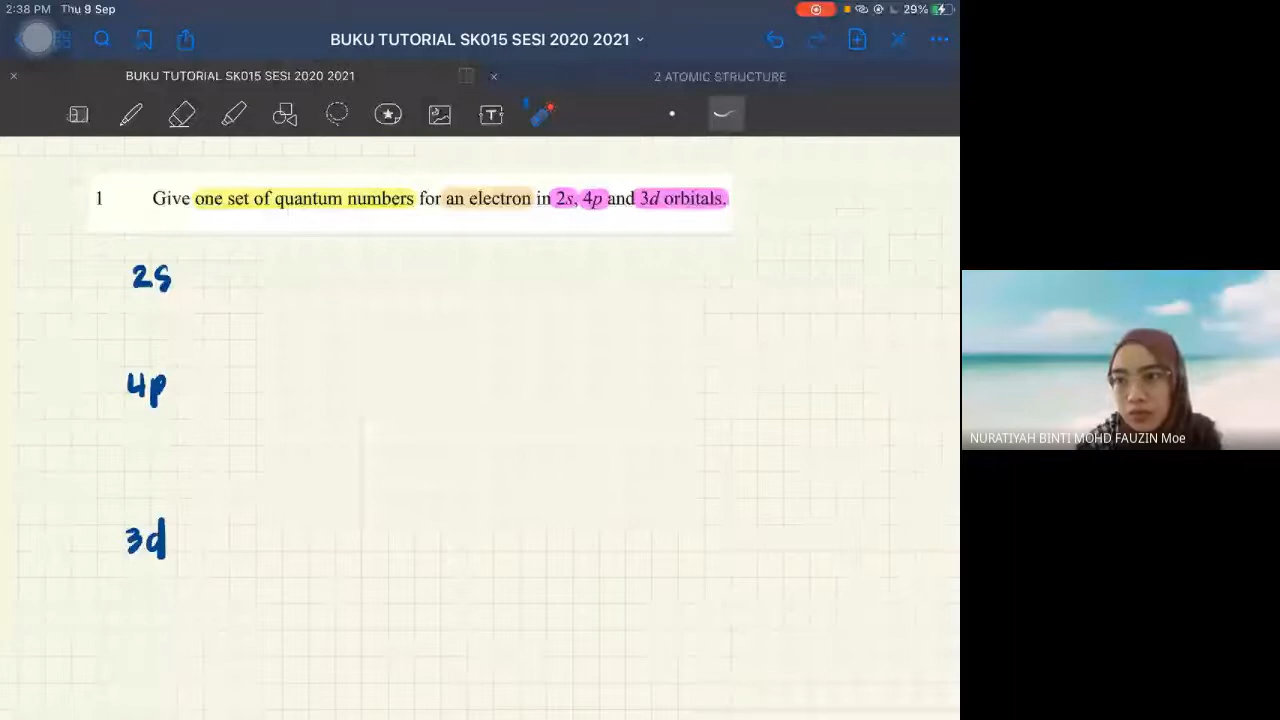 2:38 PM Thu 9 Sep
29%
BUKU TUTORIAL SK015 SESI 2020 2021
BUKU TUTORIAL SK015 SESI 2020 2021
2 ATOMIC STRUCTURE
T
1 Give one set of quantum numbers for an electron in 2s, 4p and 3d orbitals.
2s
4p
3d
NURATIYAH BINTI MOHD FAUZIN Moe